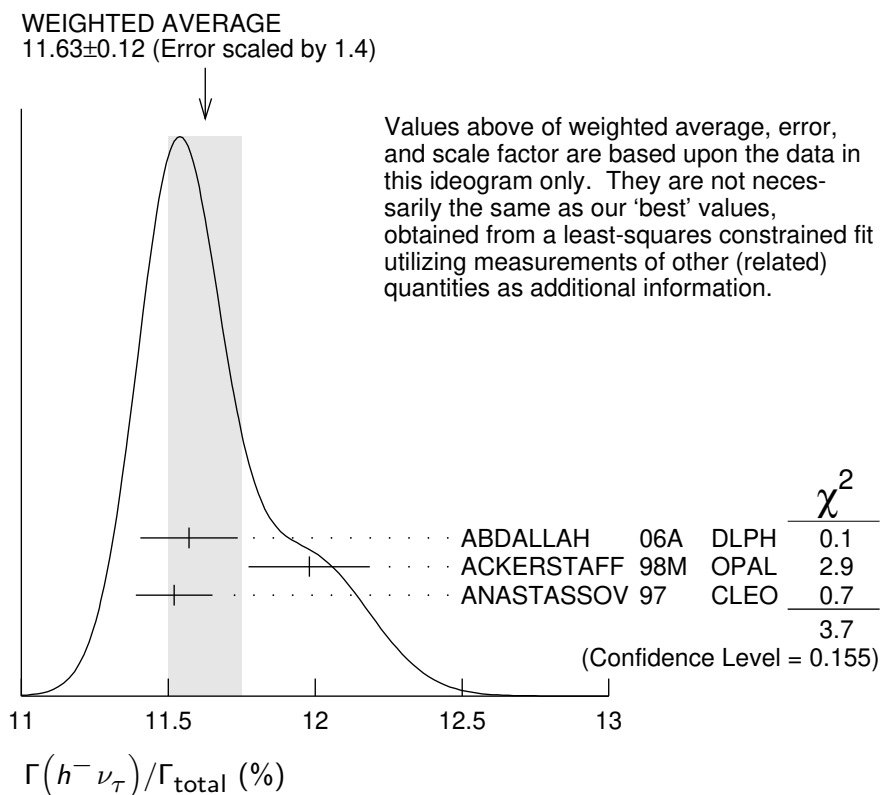 WEIGHTED AVERAGE
11.63±0.12 (Error scaled by 1.4)
Values above of weighted average, error,
and scale factor are based upon the data in
this ideogram only. They are not neces-
sarily the same as our ‘best’ values,
obtained from a least-squares constrained fit
utilizing measurements of other (related)
quantities as additional information.
χ²
ABDALLAH 06A DLPH 0.1
ACKERSTAFF 98M OPAL 2.9
ANASTASSOV 97 CLEO 0.7
3.7
(Confidence Level = 0.155)
11 11.5 12 12.5 13
Γ(h⁻ ν_τ)/Γ_total (%)